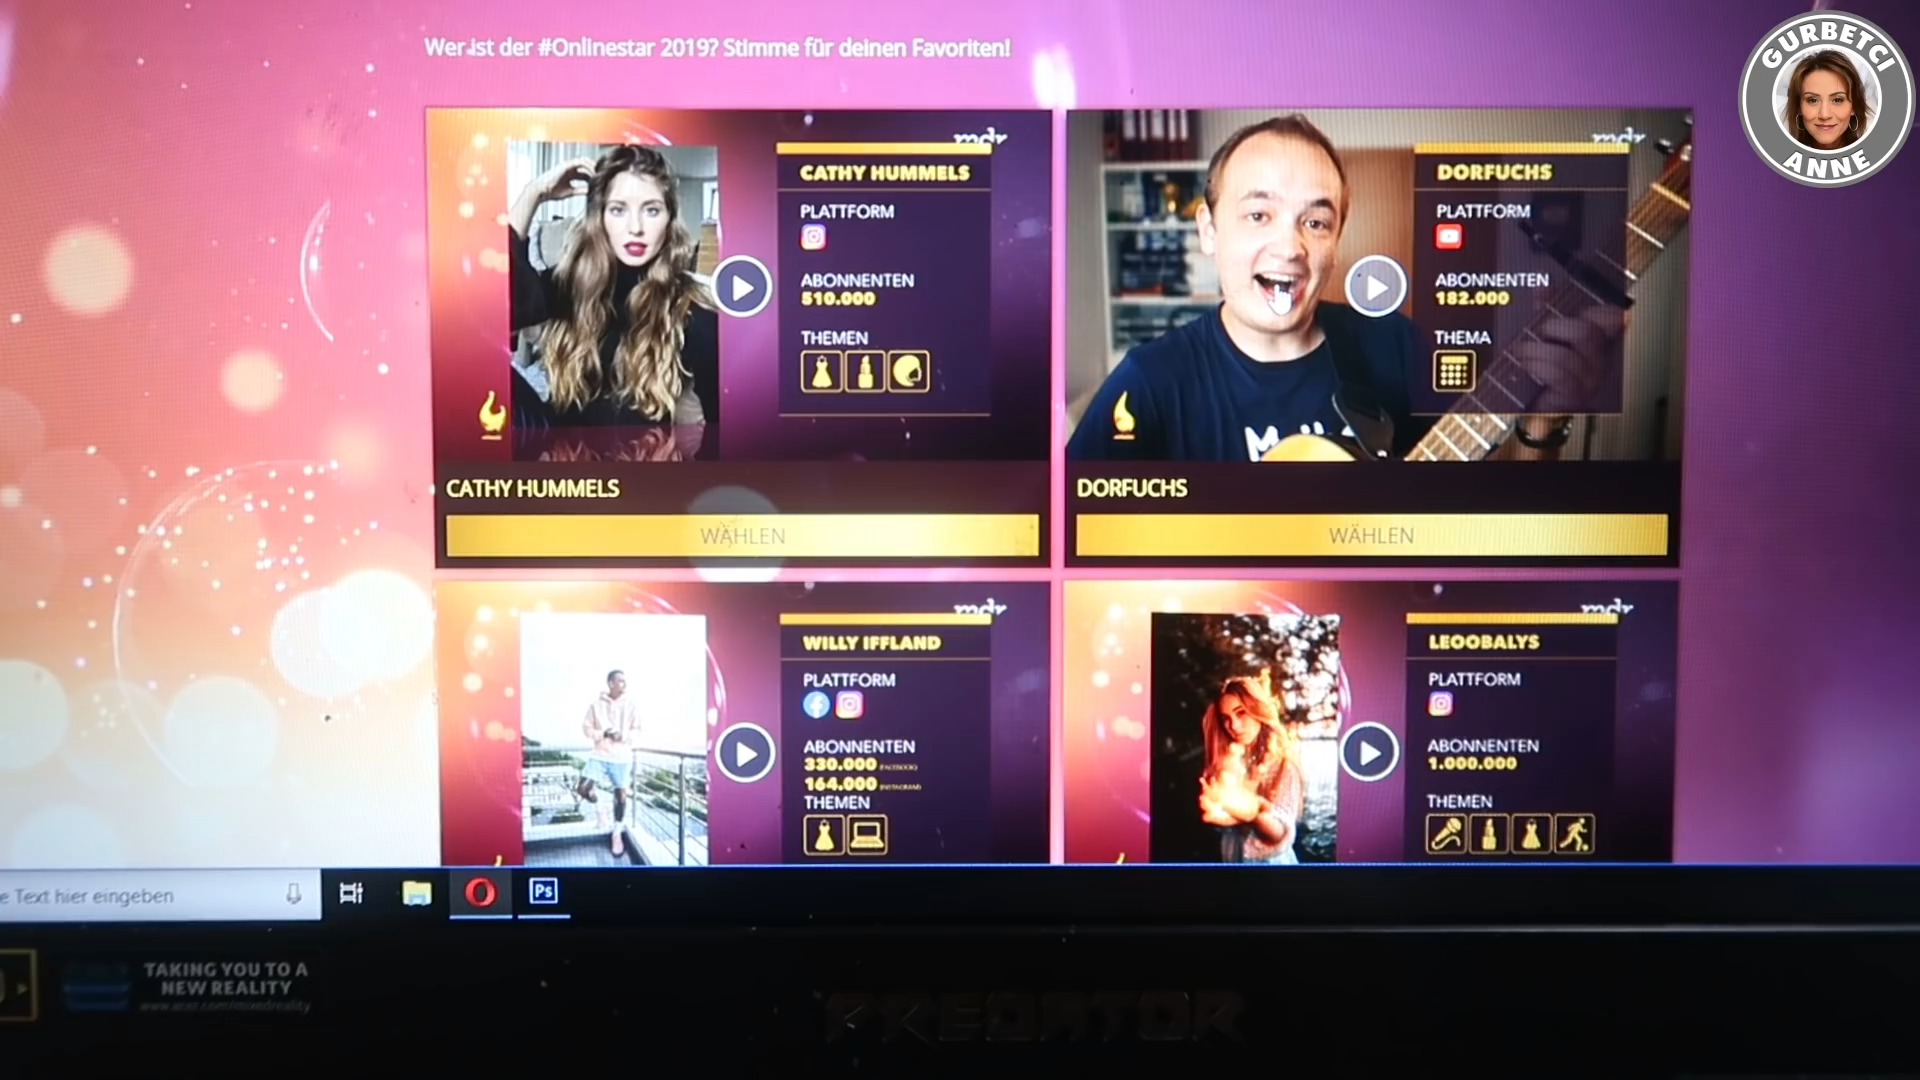 Wer ist der #Onlinestar 2019? Stimme für deinen Favoriten!
GURBETCI
ANNE
mdr
CATHY HUMMELS
PLATTFORM
ABONNENTEN
510.000
THEMEN
CATHY HUMMELS
WÄHLEN
mdr
DORFUCHS
PLATTFORM
ABONNENTEN
182.000
THEMA
DORFUCHS
WÄHLEN
mdr
WILLY IFFLAND
PLATTFORM
ABONNENTEN
330.000 (FACEBOOK)
164.000 (INSTAGRAM)
THEMEN
mdr
LEOOBALYS
PLATTFORM
ABONNENTEN
1.000.000
THEMEN
Text hier eingeben
Ps
TAKING YOU TO A
NEW REALITY
PREDATOR